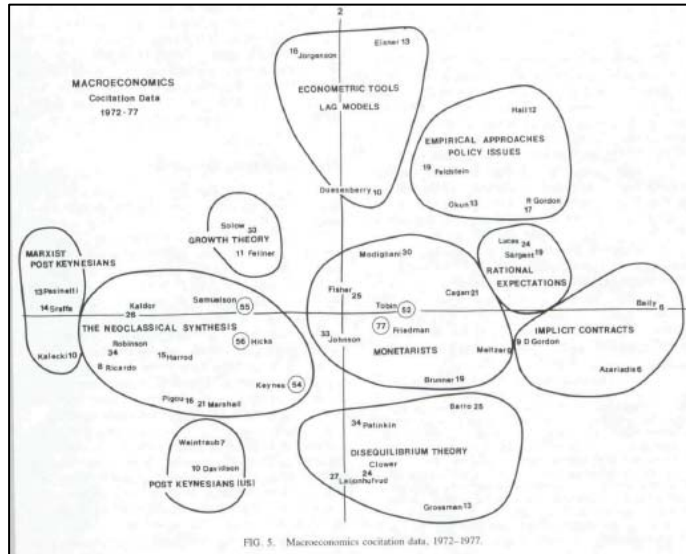 2
16 Jorgenson
Eisner 13
MACROECONOMICS
Cocitation Data
1972-77
ECONOMETRIC TOOLS
LAG MODELS
Hall 12
EMPIRICAL APPROACHES
POLICY ISSUES
19 Feldstein
Duesenberry 10
Okun 13
R Gordon
17
Solow 33
GROWTH THEORY
11 Fellner
MARXIST
POST KEYNESIANS
Modigliani 30
Lucas 24
Sargent 19
RATIONAL
EXPECTATIONS
13 Pasinetti
14 Sraffa
Kaldor
26
Samuelson 55
Fisher
25
Tobin 52
Cagan 21
Baily 6
THE NEOCLASSICAL SYNTHESIS
77 Friedman
IMPLICIT CONTRACTS
Robinson
34
56 Hicks
33
Johnson
9 D Gordon
Kalecki 10
15 Harrod
MONETARISTS
Meltzer 9
8 Ricardo
Azariadis 6
Keynes 54
Brunner 19
Pigou 16
21 Marshall
Barro 25
34 Patinkin
Weintraub 7
DISEQUILIBRIUM THEORY
10 Davidson
Clower
24
27 Leijonhufvud
POST KEYNESIANS (US)
Grossman 13
FIG. 5. Macroeconomics cocitation data, 1972–1977.